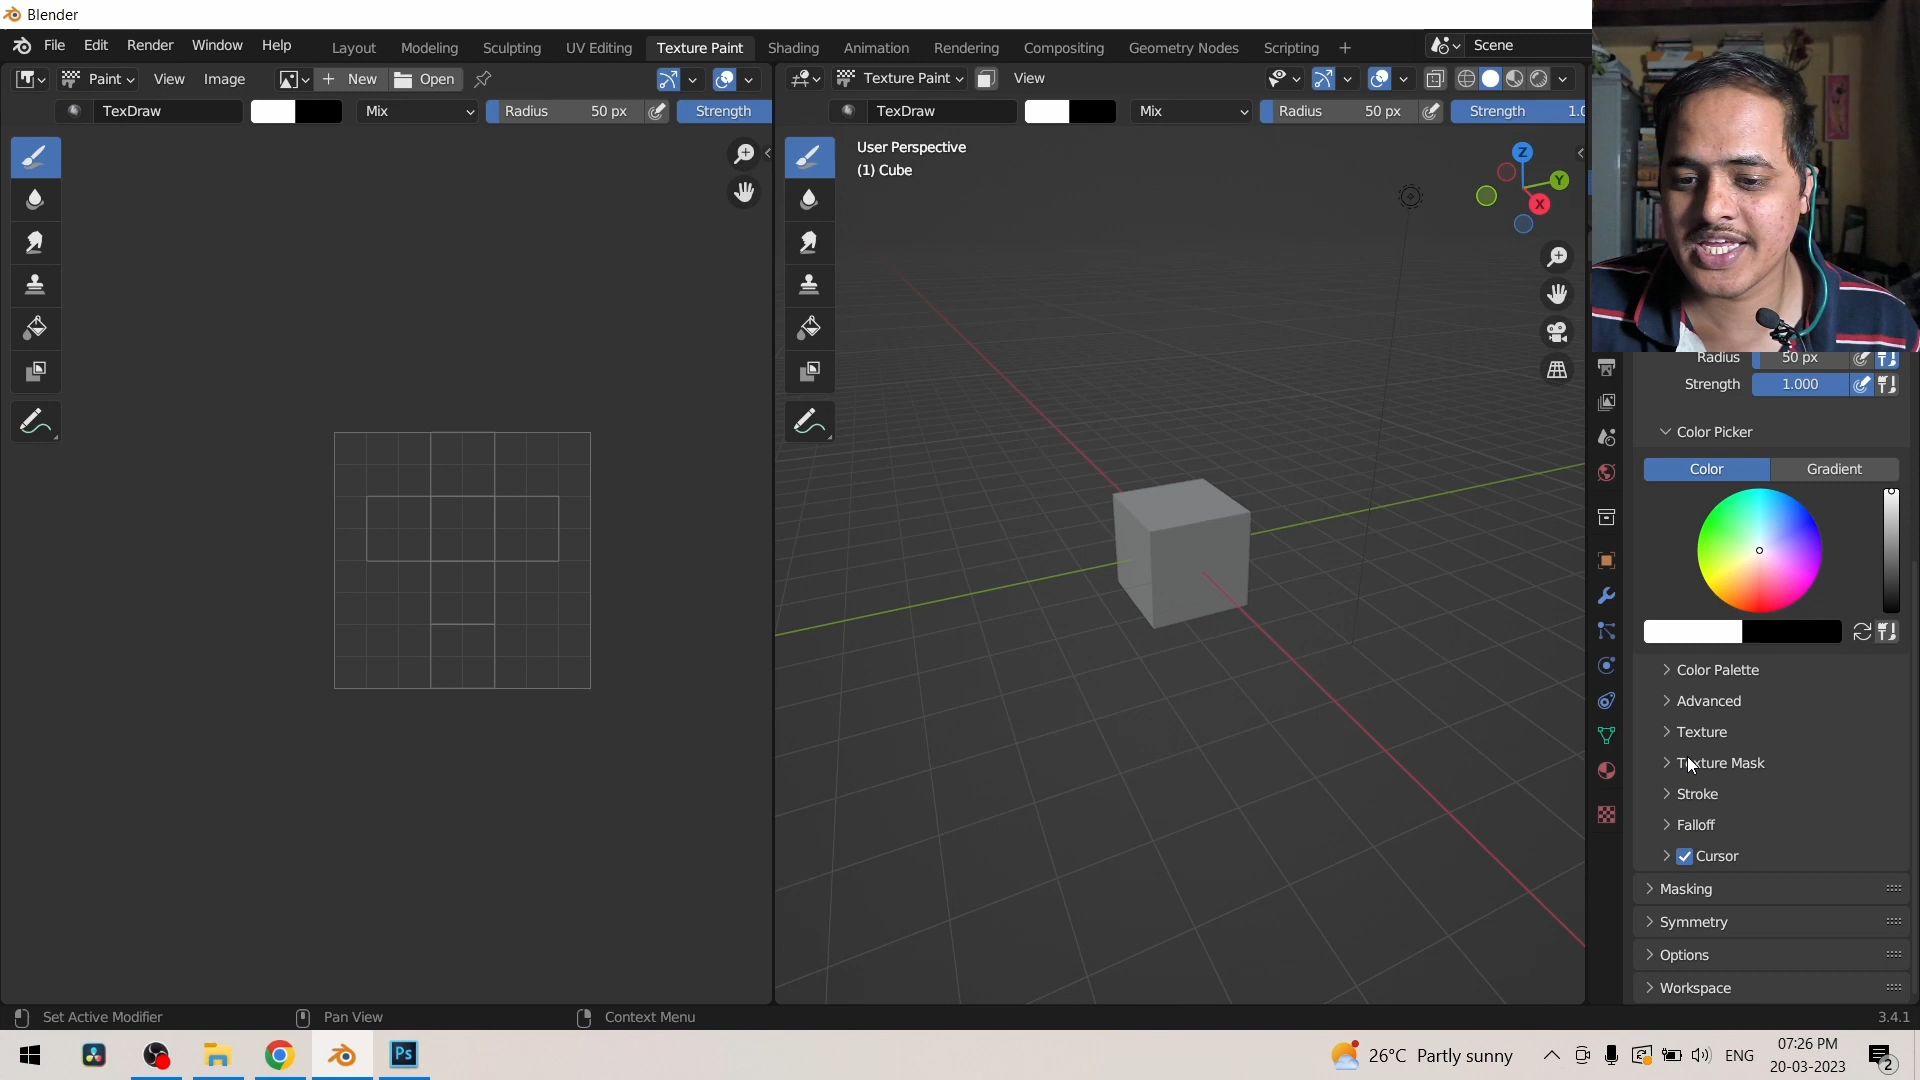 Blender
File Edit Render Window Help Layout Modeling Sculpting UV Editing Texture Paint Shading Animation Rendering Compositing Geometry Nodes Scripting + Scene
Paint View Image + New Open Texture Paint View
TexDraw Mix Radius 50 px Strength TexDraw Mix Radius 50 px Strength 1.0
User Perspective
(1) Cube
Z
Y
X
Radius 50 px
Strength 1.000
Color Picker
Color Gradient
Color Palette
Advanced
Texture
Texture Mask
Stroke
Falloff
Cursor
Masking
Symmetry
Options
Workspace
Set Active Modifier Pan View Context Menu 3.4.1
Ps 26°C Partly sunny ENG 07:26 PM
20-03-2023 2